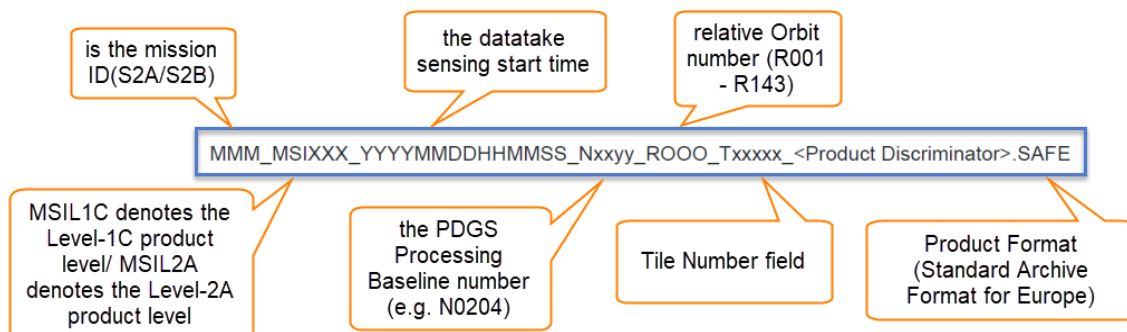 is the mission
ID(S2A/S2B)
the datatake
sensing start time
relative Orbit
number (R001
- R143)
MMM_MSIXXX_YYYYMMDDHHMMSS_Nxxyy_ROOO_Txxxxx_<Product Discriminator>.SAFE
MSIL1C denotes the
Level-1C product
level/ MSIL2A
denotes the Level-2A
product level
the PDGS
Processing
Baseline number
(e.g. N0204)
Tile Number field
Product Format
(Standard Archive
Format for Europe)